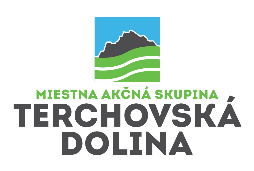 MIESTNA AKČNÁ SKUPINA
TERCHOVSKÁ
DOLINA